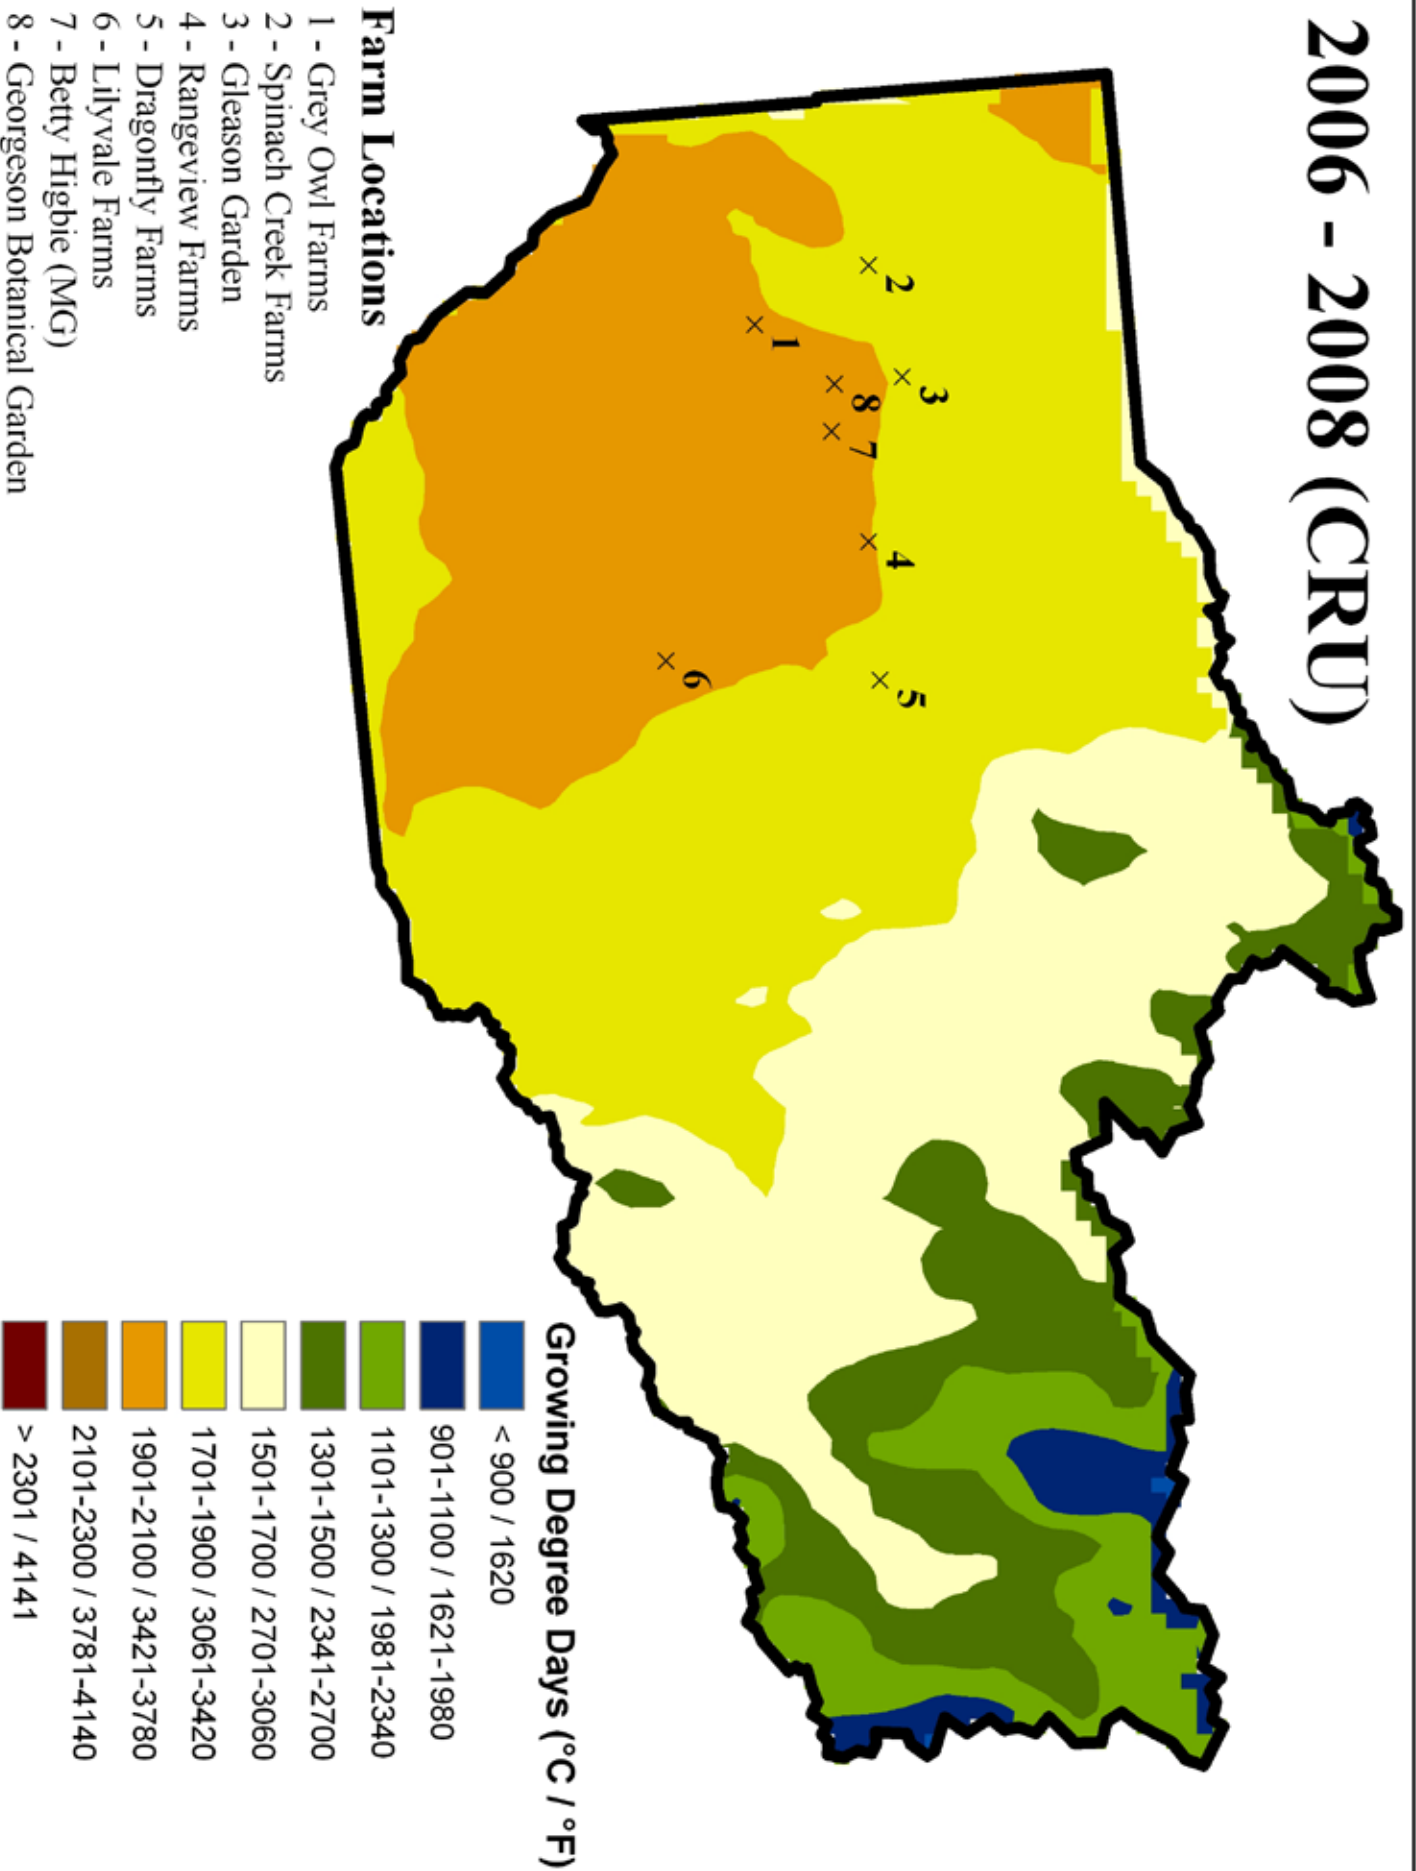 2006 - 2008 (CRU)
2
3
1
8
7
4
5
6
Farm Locations
1 - Grey Owl Farms
2 - Spinach Creek Farms
3 - Gleason Garden
4 - Rangeview Farms
5 - Dragonfly Farms
6 - Lilyvale Farms
7 - Betty Higbie (MG)
8 - Georgeson Botanical Garden
Growing Degree Days (°C / °F)
< 900 / 1620
901-1100 / 1621-1980
1101-1300 / 1981-2340
1301-1500 / 2341-2700
1501-1700 / 2701-3060
1701-1900 / 3061-3420
1901-2100 / 3421-3780
2101-2300 / 3781-4140
> 2301 / 4141